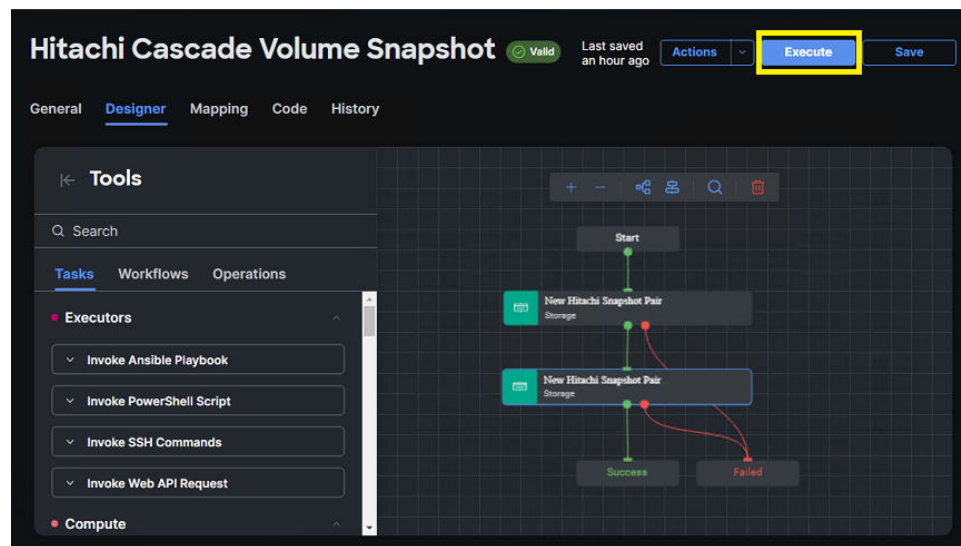 Hitachi Cascade Volume Snapshot
Valid
Last saved
an hour ago
Actions
Execute
Save
General
Designer
Mapping
Code
History
Tools
Search
Tasks
Workflows
Operations
Executors
Invoke Ansible Playbook
Invoke PowerShell Script
Invoke SSH Commands
Invoke Web API Request
Compute
Start
New Hitachi Snapshot Pair
Storage
New Hitachi Snapshot Pair
Storage
Success
Failed